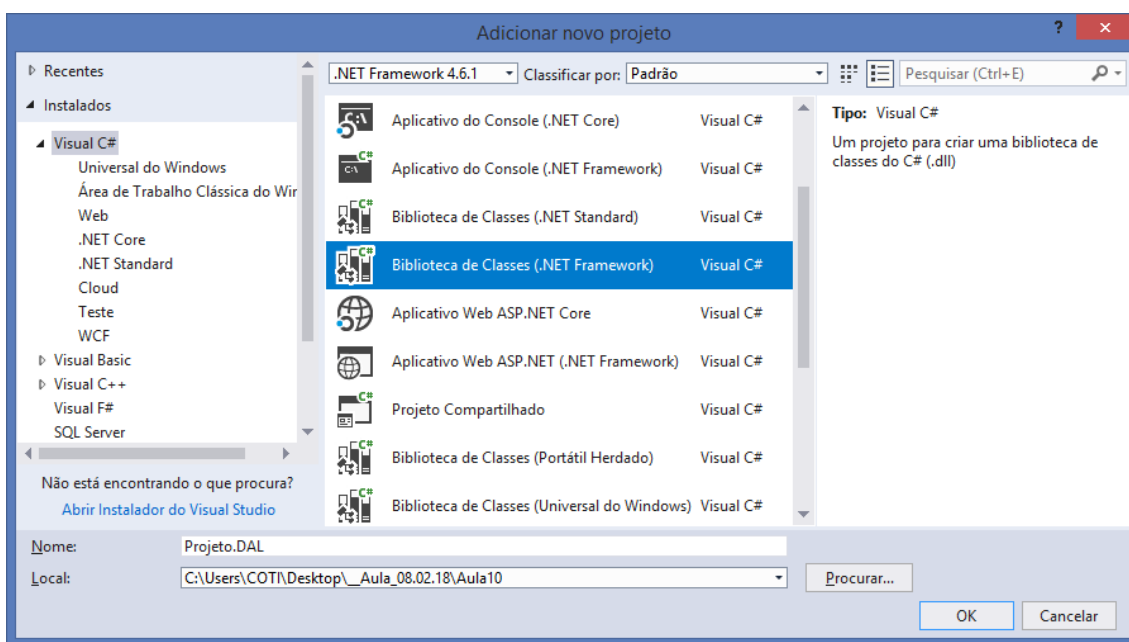 Adicionar novo projeto
?
Recentes
Instalados
Visual C#
Universal do Windows
Área de Trabalho Clássica do Wir
Web
.NET Core
.NET Standard
Cloud
Teste
WCF
Visual Basic
Visual C++
Visual F#
SQL Server
Não está encontrando o que procura?
Abrir Instalador do Visual Studio
.NET Framework 4.6.1 Classificar por: Padrão
Pesquisar (Ctrl+E)
Aplicativo do Console (.NET Core) Visual C#
Aplicativo do Console (.NET Framework) Visual C#
Biblioteca de Classes (.NET Standard) Visual C#
Biblioteca de Classes (.NET Framework) Visual C#
Aplicativo Web ASP.NET Core Visual C#
Aplicativo Web ASP.NET (.NET Framework) Visual C#
Projeto Compartilhado Visual C#
Biblioteca de Classes (Portátil Herdado) Visual C#
Biblioteca de Classes (Universal do Windows) Visual C#
Tipo: Visual C#
Um projeto para criar uma biblioteca de
classes do C# (.dll)
Nome: Projeto.DAL
Local: C:\Users\COTI\Desktop\__Aula_08.02.18\Aula10
Procurar...
OK Cancelar